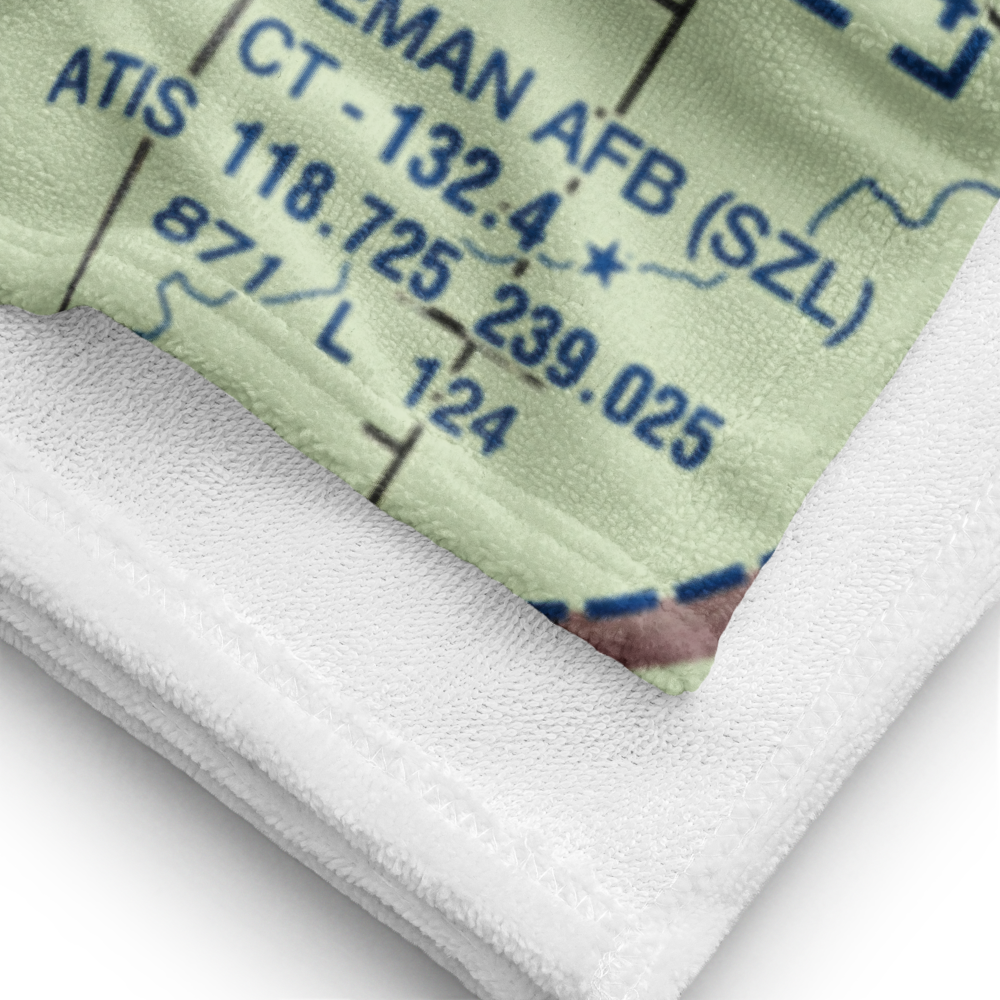 EMAN AFB (SZL)
CT - 132.4 ★
ATIS 118.725 239.025
871 L 124